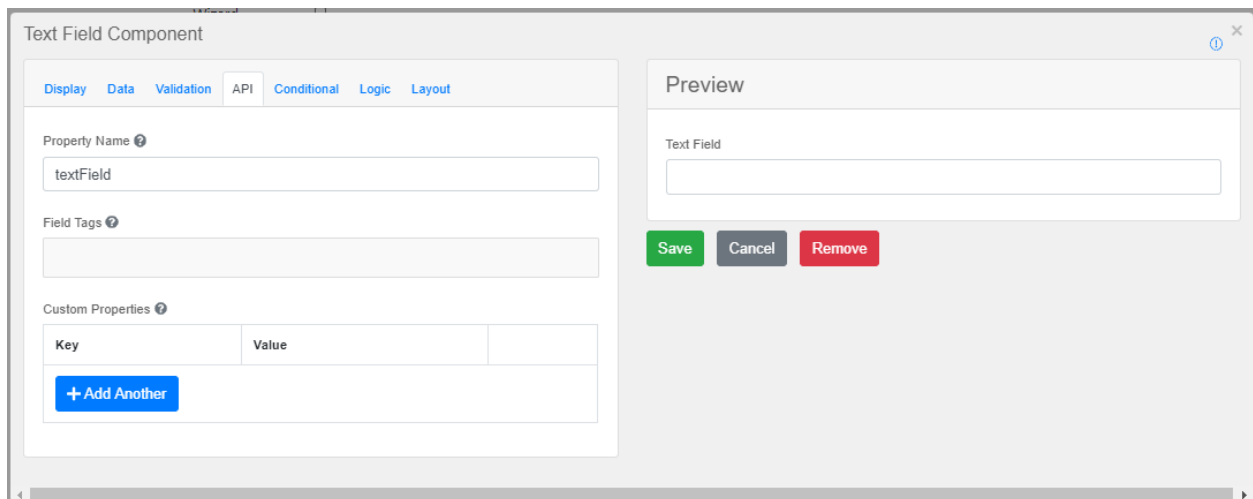 Text Field Component
×
Display Data Validation API Conditional Logic Layout
Property Name
textField
Field Tags
Custom Properties
Key Value
Add Another
Preview
Text Field
Save Cancel Remove